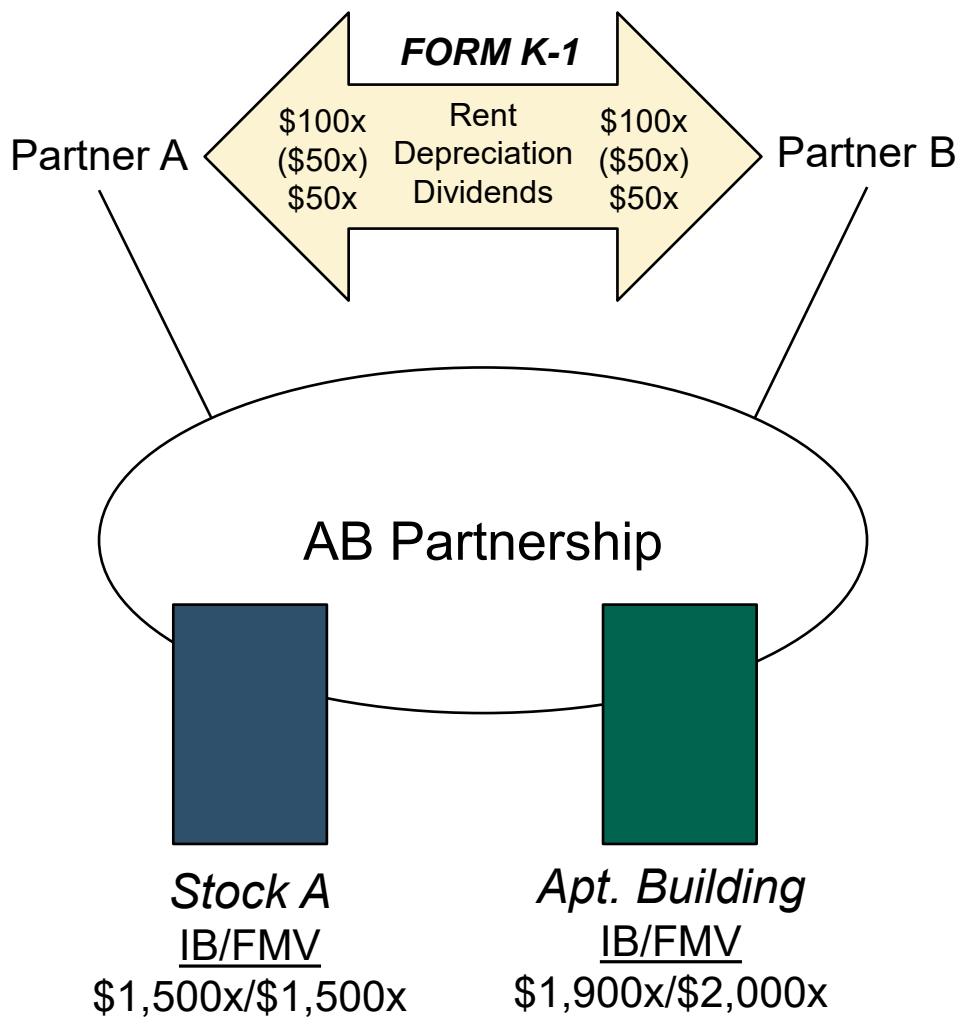 FORM K-1
Partner A
$100x Rent $100x
($50x) Depreciation ($50x)
$50x Dividends $50x
Partner B
AB Partnership
Stock A
IB/FMV
$1,500x/$1,500x
Apt. Building
IB/FMV
$1,900x/$2,000x